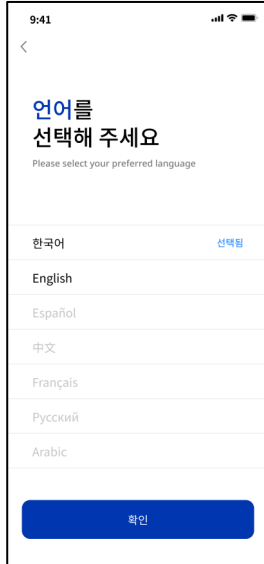 9:41
언어를
선택해 주세요
Please select your preferred language
한국어 선택됨
English
Español
中文
Français
Русский
Arabic
확인